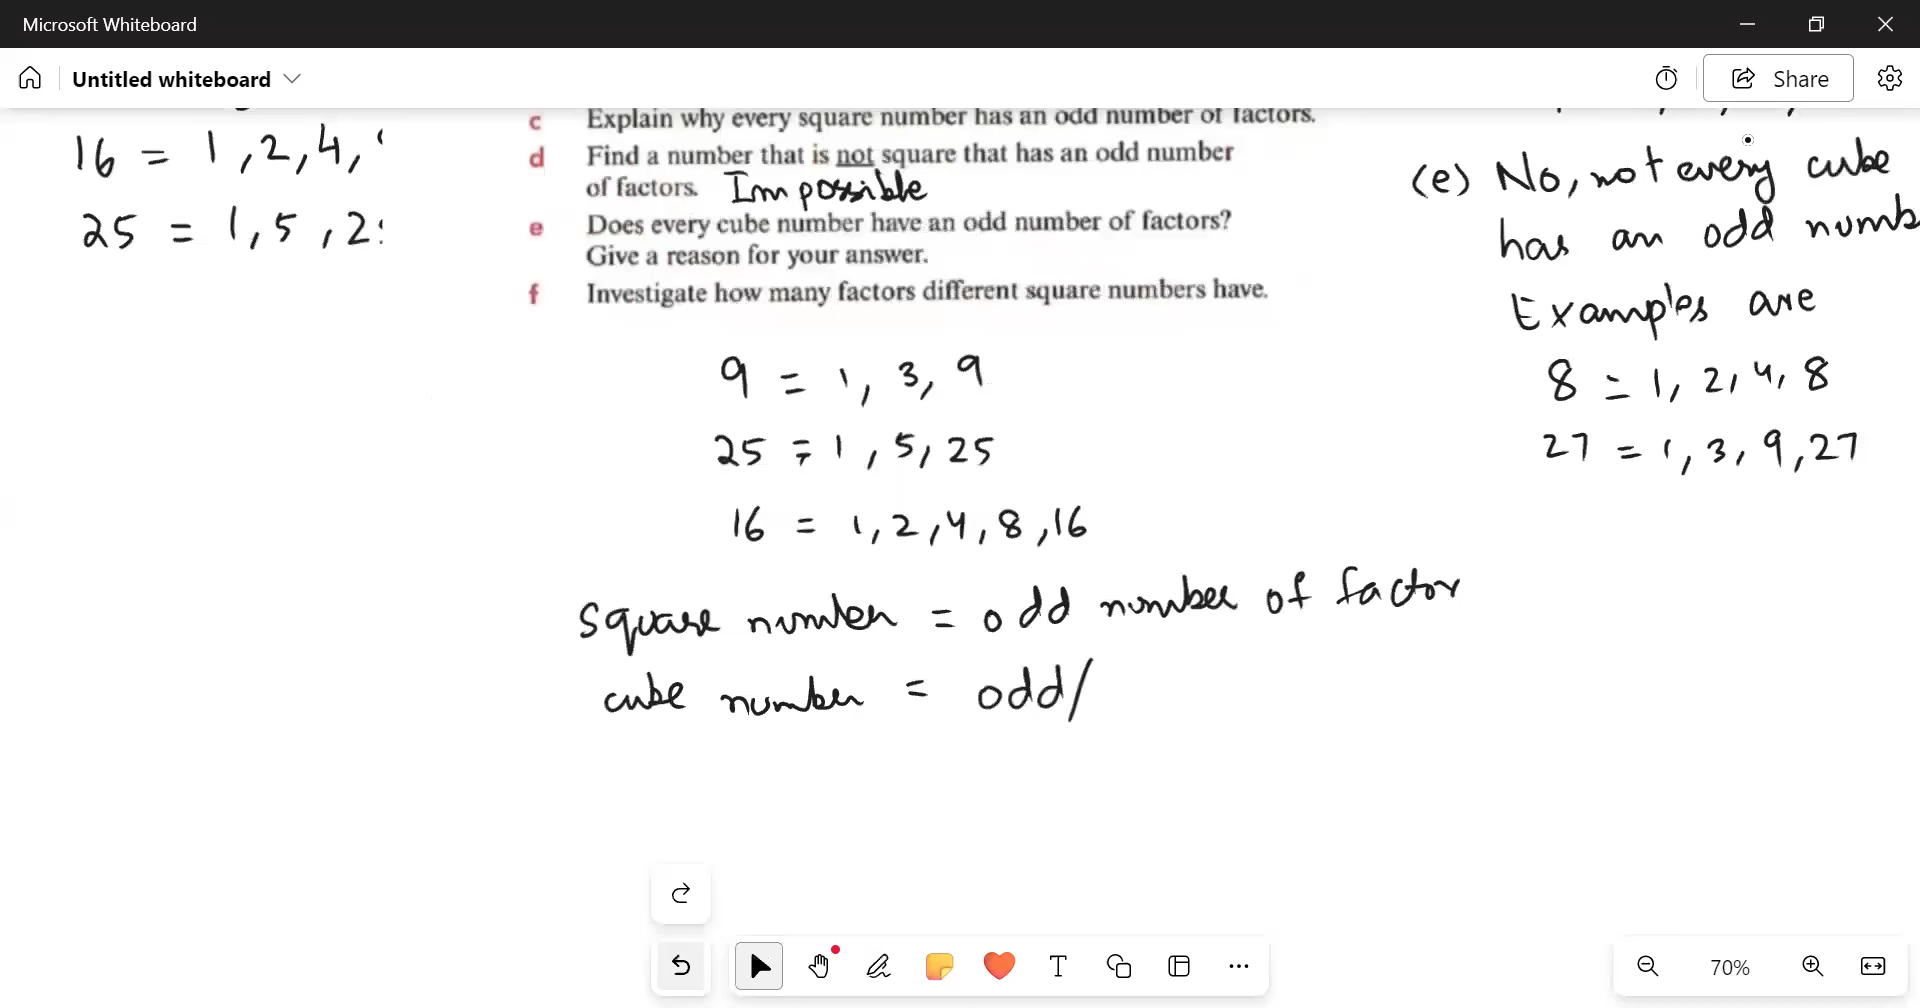 Microsoft Whiteboard
Untitled whiteboard
Share
16 = 1, 2, 4,
25 = 1, 5, 2
c Explain why every square number has an odd number of factors.
d Find a number that is not square that has an odd number
of factors. Impossible
e Does every cube number have an odd number of factors?
Give a reason for your answer.
f Investigate how many factors different square numbers have.
9 = 1, 3, 9
25 = 1, 5, 25
16 = 1, 2, 4, 8, 16
Square number = odd number of factor
cube number = odd/
(e) No, not every cube
has an odd numb
Examples are
8 = 1, 2, 4, 8
27 = 1, 3, 9, 27
70%